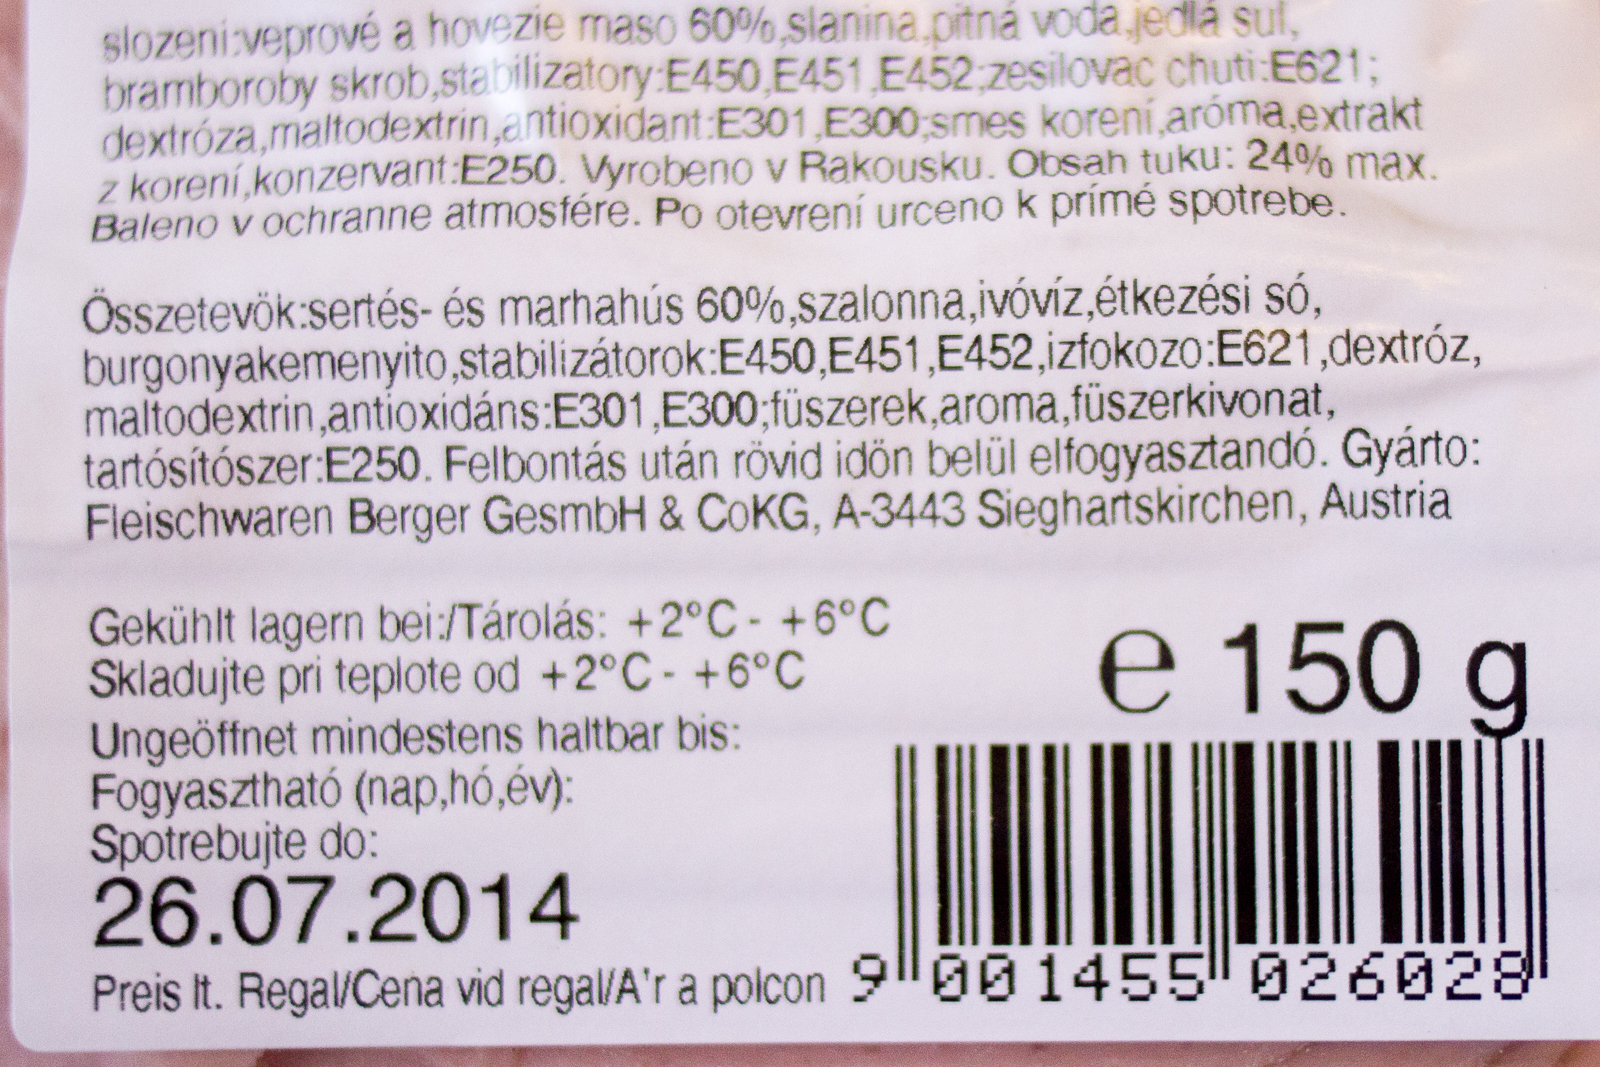 slození:veprové a hovezie maso 60%,slanina,pitná voda,jedlá sul,
bramboroby skrob,stabilizatory:E450,E451,E452;zesilovac chuti:E621;
dextróza,maltodextrin,antioxidant:E301,E300;smes korení,aróma,extrakt
z korení,konzervant:E250. Vyrobeno v Rakousku. Obsah tuku: 24% max.
Baleno v ochranne atmosfére. Po otevrení urceno k prímé spotrebe.
Összetevök:sertés- és marhahús 60%,szalonna,ivóvíz,étkezési só,
burgonyakemenyito,stabilizátorok:E450,E451,E452,izfokozo:E621,dextróz,
maltodextrin,antioxidáns:E301,E300;füszerek,aroma,füszerkivonat,
tartósítószer:E250. Felbontás után rövid idön belül elfogyasztandó. Gyárto:
Fleischwaren Berger GesmbH & CoKG, A-3443 Sieghartskirchen, Austria
Gekühlt lagern bei:/Tárolás: +2°C - +6°C
Skladujte pri teplote od +2°C - +6°C
e 150 g
Ungeöffnet mindestens haltbar bis:
Fogyasztható (nap,hó,év):
Spotrebujte do:
26.07.2014
Preis lt. Regal/Cena vid regal/A'r a polcon
9 001455 026028